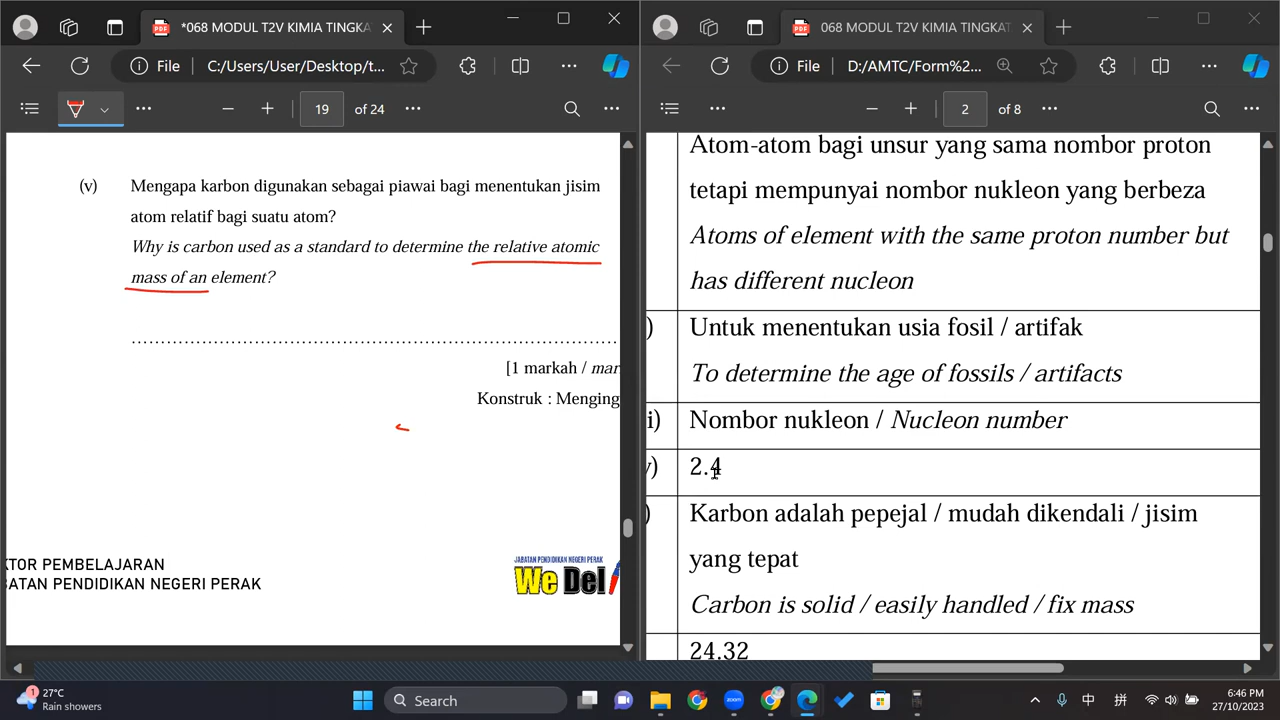 *068 MODUL T2V KIMIA TINGKA
File
C:/Users/User/Desktop/t...
19
of 24
(v)
Mengapa karbon digunakan sebagai piawai bagi menentukan jisim
atom relatif bagi suatu atom?
Why is carbon used as a standard to determine the relative atomic
mass of an element?
[1 markah / mar
Konstruk : Menging
KTOR PEMBELAJARAN
BATAN PENDIDIKAN NEGERI PERAK
JABATAN PENDIDIKAN NEGERI PERAK
We Del
068 MODUL T2V KIMIA TINGKAT
File
D:/AMTC/Form%2...
2
of 8
Atom-atom bagi unsur yang sama nombor proton
tetapi mempunyai nombor nukleon yang berbeza
Atoms of element with the same proton number but
has different nucleon
)
Untuk menentukan usia fosil / artifak
To determine the age of fossils / artifacts
i)
Nombor nukleon / Nucleon number
v)
2.4
)
Karbon adalah pepejal / mudah dikendali / jisim
yang tepat
Carbon is solid / easily handled / fix mass
24.32
1
27°C
Rain showers
Search
zoom
中
拼
6:46 PM
27/10/2023